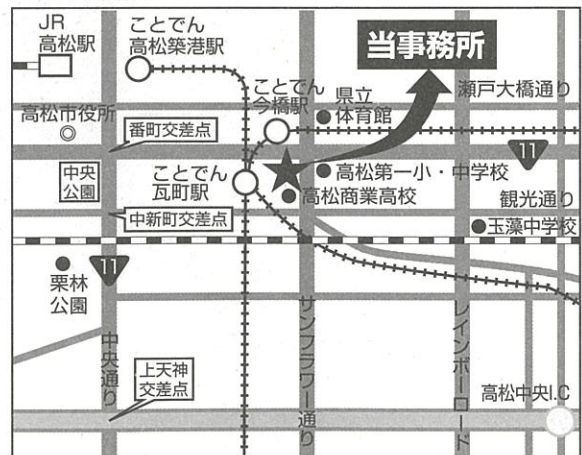 JR
高松駅
ことでん
高松築港駅
当事務所
瀬戸大橋通り
ことでん
今橋駅
県立
体育館
高松市役所
番町交差点
11
中央
公園
ことでん
瓦町駅
高松第一小・中学校
高松商業高校
観光通り
中新町交差点
玉藻中学校
栗林
公園
11
中央通り
サンフラワー通り
レインボーロード
上天神
交差点
高松中央I.C